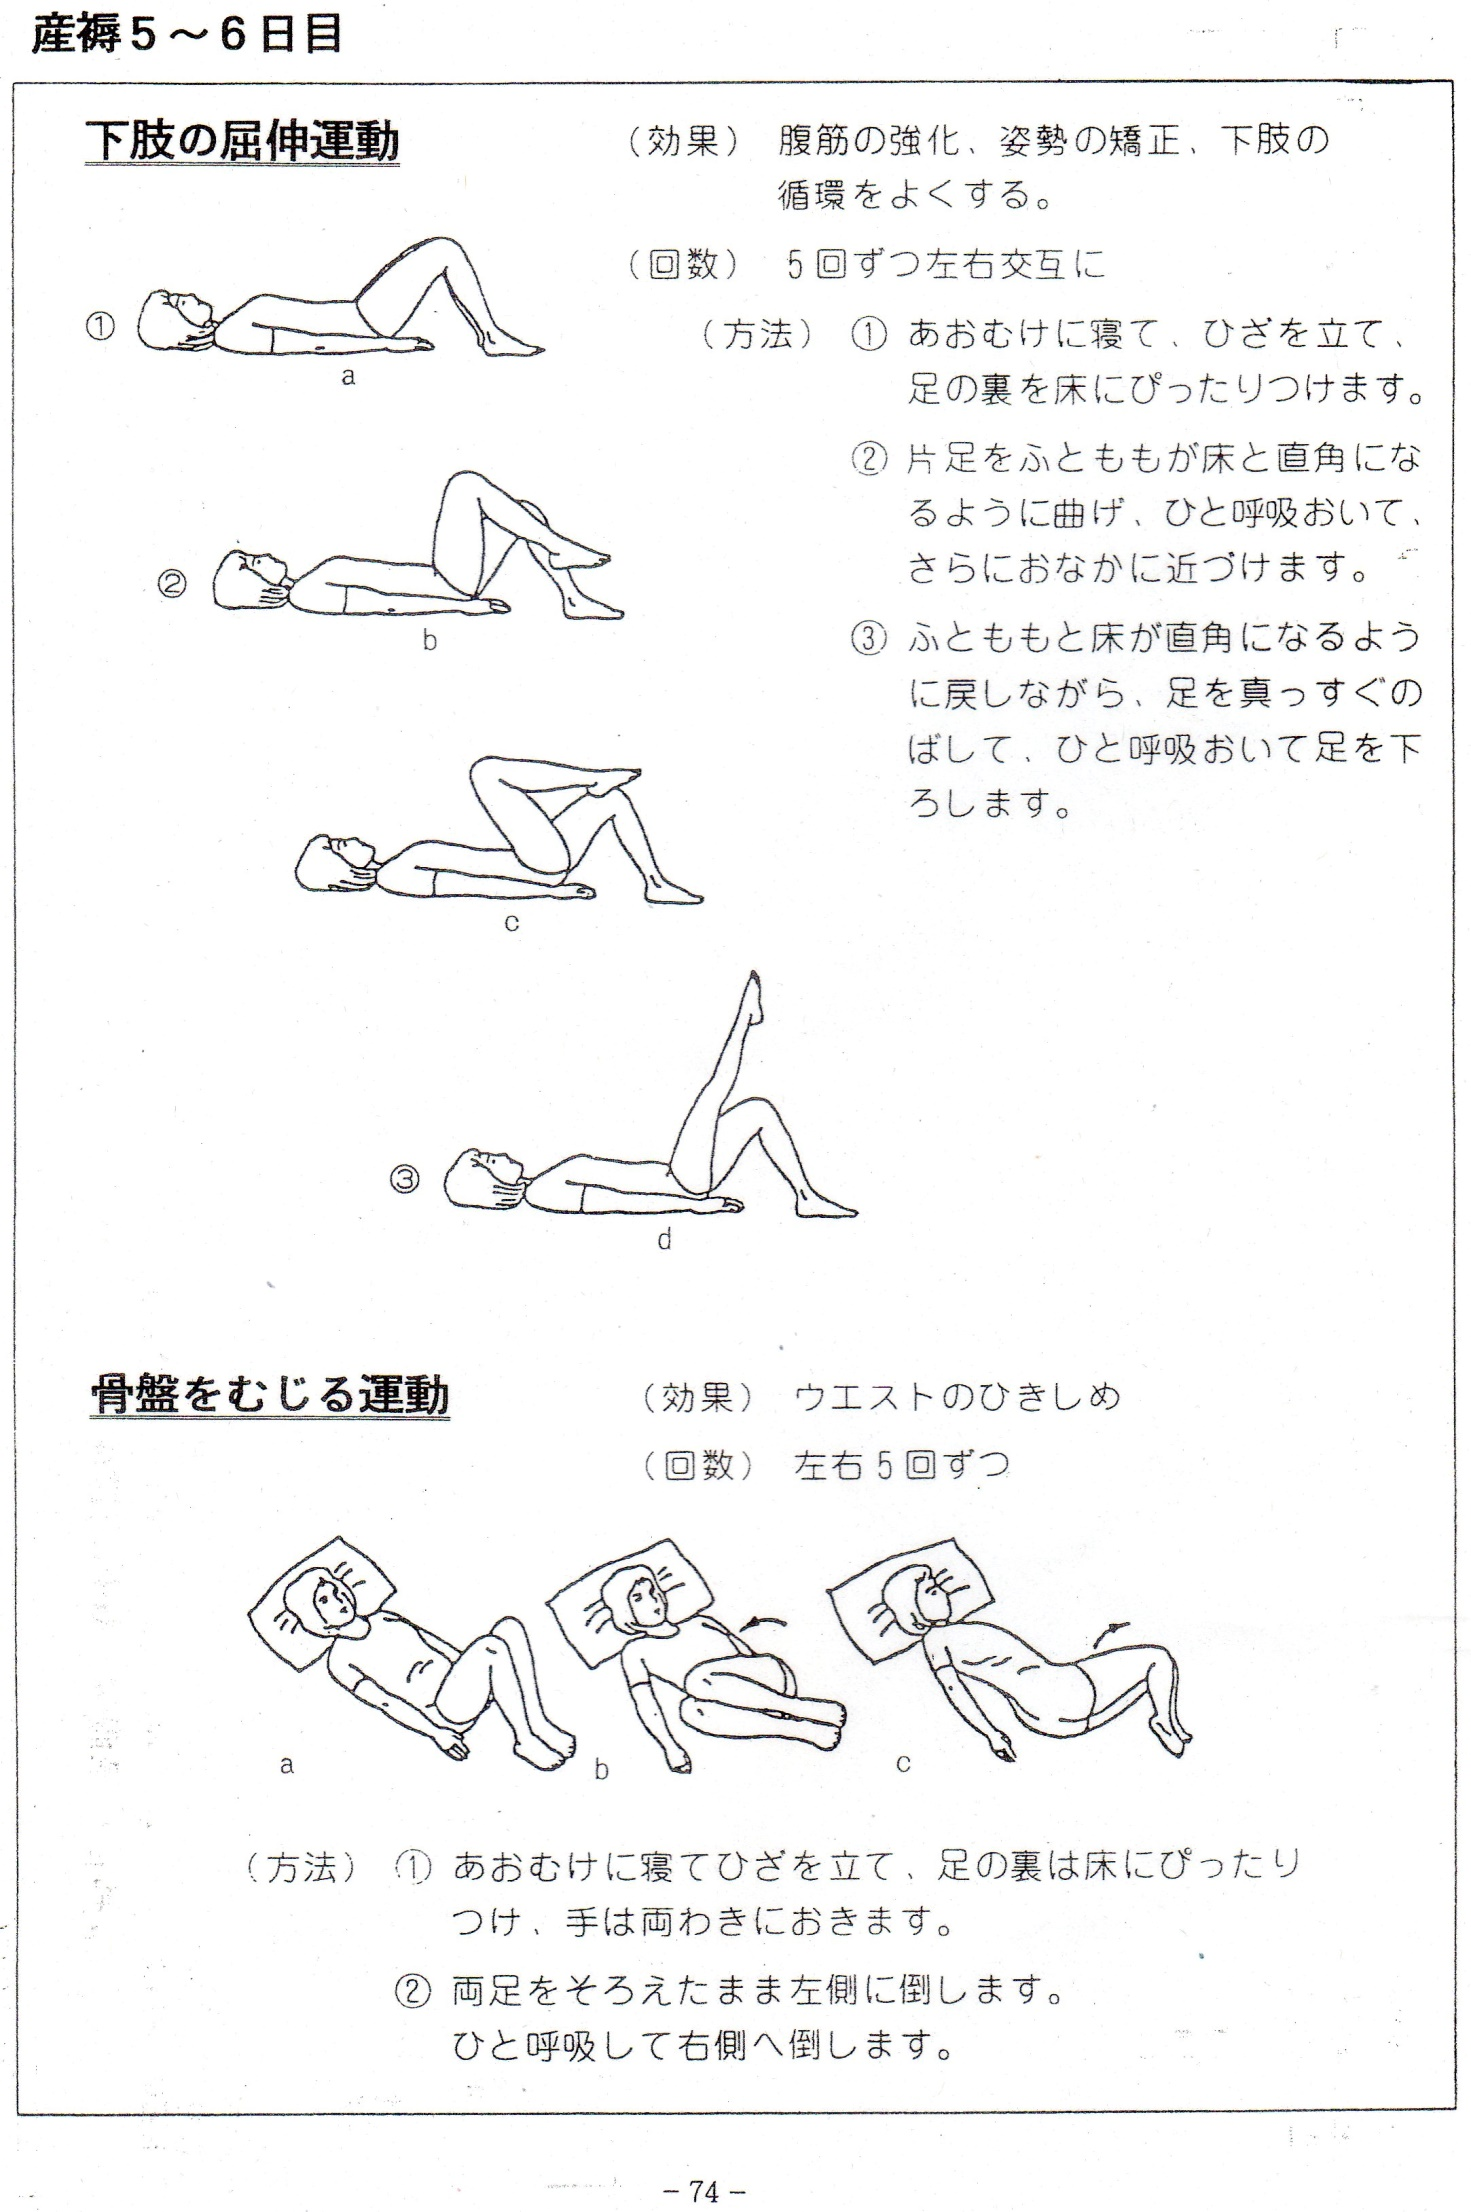 産褥5～6日目
下肢の屈伸運動
（効果） 腹筋の強化、姿勢の矯正、下肢の
循環をよくする。
（回数） 5回ずつ左右交互に
（方法） ① あおむけに寝て、ひざを立て、
足の裏を床にぴったりつけます。
② 片足をふとももが床と直角にな
るように曲げ、ひと呼吸おいて、
さらにおなかに近づけます。
③ ふとももと床が直角になるよう
に戻しながら、足を真っすぐの
ばして、ひと呼吸おいて足を下
ろします。
①
a
②
b
c
③
d
骨盤をむじる運動
（効果） ウエストのひきしめ
（回数） 左右5回ずつ
a
b
c
（方法） ① あおむけに寝てひざを立て、足の裏は床にぴったり
つけ、手は両わきにおきます。
② 両足をそろえたまま左側に倒します。
ひと呼吸して右側へ倒します。
－74－